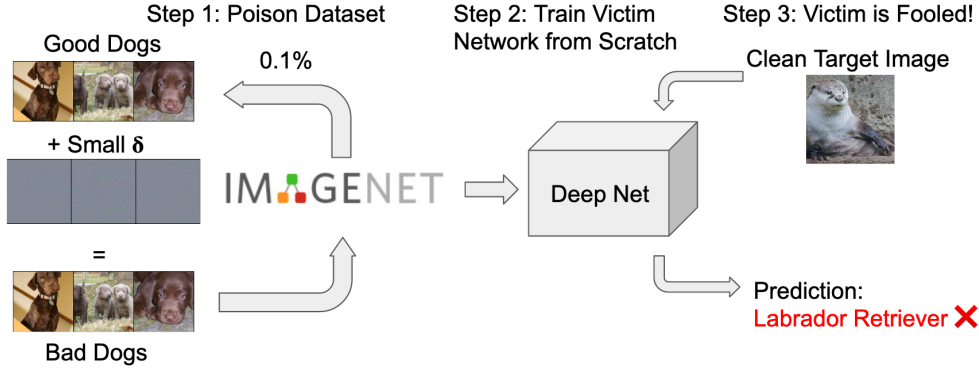 Step 1: Poison Dataset
Good Dogs
0.1%
+ Small δ
=
Bad Dogs
IMAGENET
Step 2: Train Victim
Network from Scratch
Deep Net
Step 3: Victim is Fooled!
Clean Target Image
Prediction:
Labrador Retriever ❌